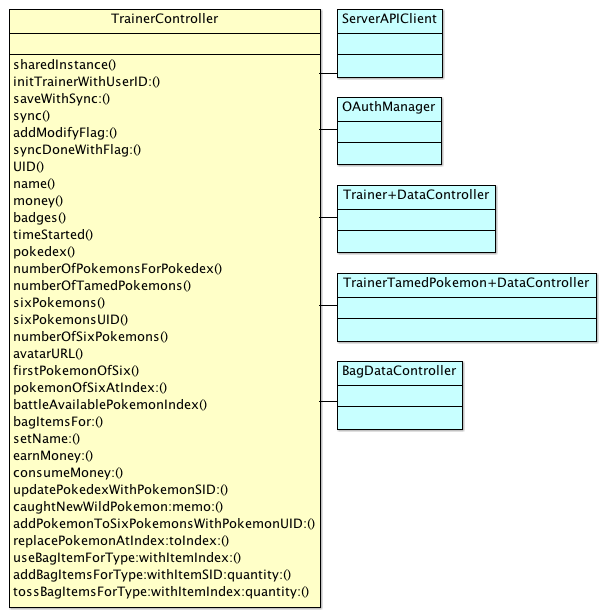 TrainerController
sharedInstance()
initTrainerWithUserID:()
saveWithSync:()
sync()
addModifyFlag:()
syncDoneWithFlag:()
UID()
name()
money()
badges()
timeStarted()
pokedex()
numberOfPokemonsForPokedex()
numberOfTamedPokemons()
sixPokemons()
sixPokemonsUID()
numberOfSixPokemons()
avatarURL()
firstPokemonOfSix()
pokemonOfSixAtIndex:()
battleAvailablePokemonIndex()
bagItemsFor:()
setName:()
earnMoney:()
consumeMoney:()
updatePokedexWithPokemonSID:()
caughtNewWildPokemon:memo:()
addPokemonToSixPokemonsWithPokemonUID:()
replacePokemonAtIndex:toIndex:()
useBagItemForType:withItemIndex:()
addBagItemsForType:withItemSID:quantity:()
tossBagItemsForType:withItemIndex:quantity:()
ServerAPIClient
OAuthManager
Trainer+DataController
TrainerTamedPokemon+DataController
BagDataController